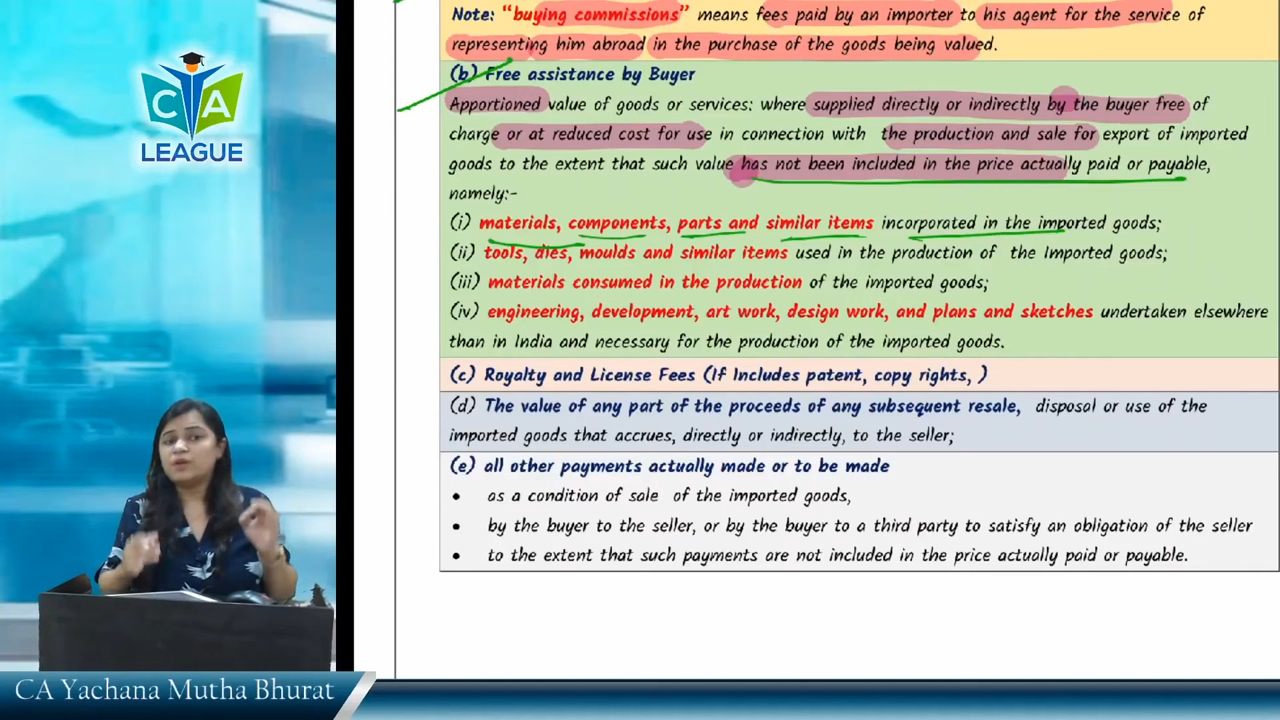 Note: “buying commissions” means fees paid by an importer to his agent for the service of
representing him abroad in the purchase of the goods being valued.
(b) Free assistance by Buyer
Apportioned value of goods or services: where supplied directly or indirectly by the buyer free of
charge or at reduced cost for use in connection with the production and sale for export of imported
goods to the extent that such value has not been included in the price actually paid or payable,
namely:-
(i) materials, components, parts and similar items incorporated in the imported goods;
(ii) tools, dies, moulds and similar items used in the production of the Imported goods;
(iii) materials consumed in the production of the imported goods;
(iv) engineering, development, art work, design work, and plans and sketches undertaken elsewhere
than in India and necessary for the production of the imported goods.
(c) Royalty and License Fees (If Includes patent, copy rights, )
(d) The value of any part of the proceeds of any subsequent resale, disposal or use of the
imported goods that accrues, directly or indirectly, to the seller;
(e) all other payments actually made or to be made
• as a condition of sale of the imported goods,
• by the buyer to the seller, or by the buyer to a third party to satisfy an obligation of the seller
• to the extent that such payments are not included in the price actually paid or payable.
CA
LEAGUE
CA Yachana Mutha Bhurat